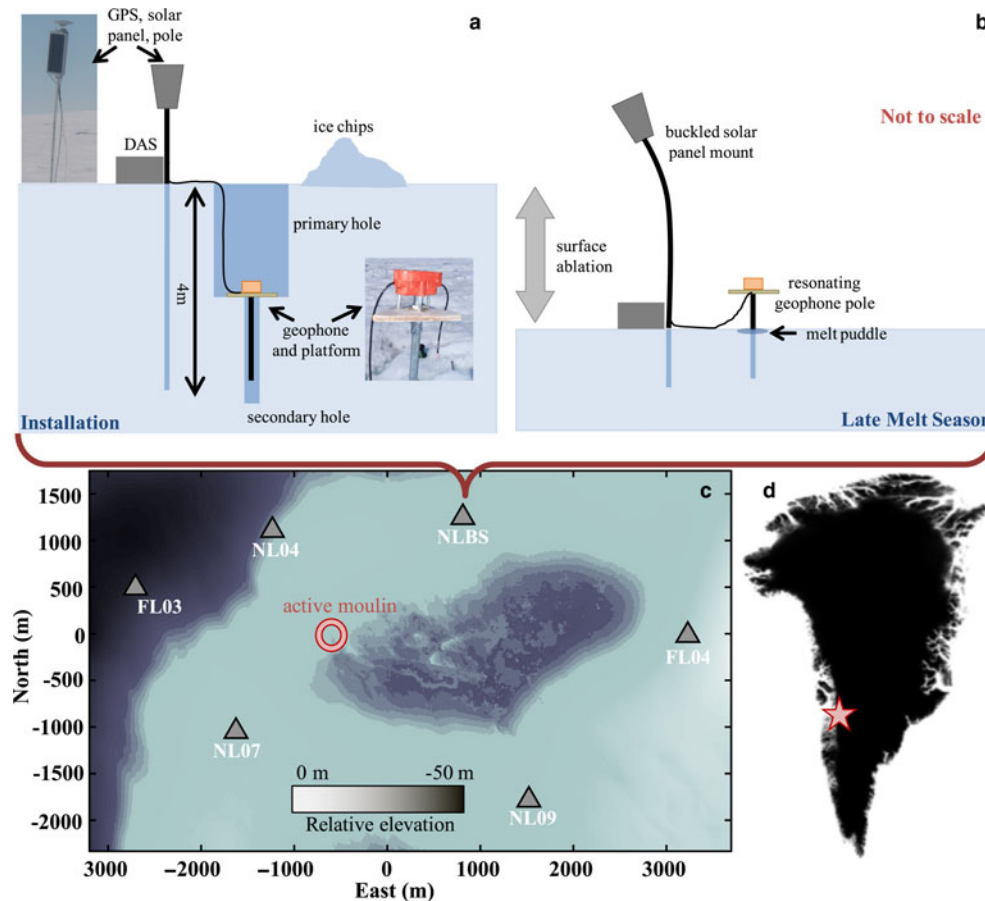 GPS, solar
panel, pole
a
DAS
ice chips
primary hole
4m
geophone
and platform
secondary hole
Installation
b
Not to scale
buckled solar
panel mount
surface
ablation
resonating
geophone pole
melt puddle
Late Melt Season
c
1500
1000
500
0
-500
-1000
-1500
-2000
North (m)
NL04
NLBS
FL03
active moulin
FL04
NL07
NL09
0 m
-50 m
Relative elevation
3000
−2000
−1000
0
1000
2000
3000
East (m)
d